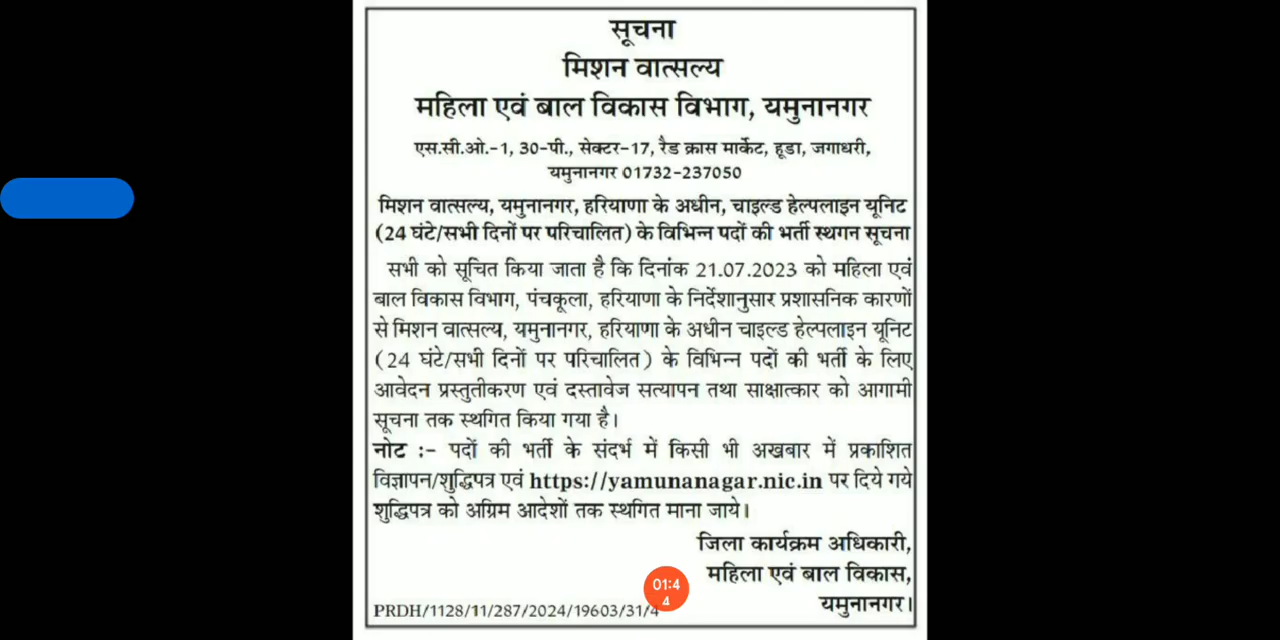 सूचना
मिशन वात्सल्य
महिला एवं बाल विकास विभाग, यमुनानगर
एस.सी.ओ.-1, 30-पी., सेक्टर-17, रैड क्रास मार्केट, हूडा, जगाधरी,
यमुनानगर 01732-237050
मिशन वात्सल्य, यमुनानगर, हरियाणा के अधीन, चाइल्ड हेल्पलाइन यूनिट
(24 घंटे/सभी दिनों पर परिचालित) के विभिन्न पदों की भर्ती स्थगन सूचना
सभी को सूचित किया जाता है कि दिनांक 21.07.2023 को महिला एवं
बाल विकास विभाग, पंचकूला, हरियाणा के निर्देशानुसार प्रशासनिक कारणों
से मिशन वात्सल्य, यमुनानगर, हरियाणा के अधीन चाइल्ड हेल्पलाइन यूनिट
(24 घंटे/सभी दिनों पर परिचालित) के विभिन्न पदों की भर्ती के लिए
आवेदन प्रस्तुतीकरण एवं दस्तावेज सत्यापन तथा साक्षात्कार को आगामी
सूचना तक स्थगित किया गया है।
नोट :- पदों की भर्ती के संदर्भ में किसी भी अखबार में प्रकाशित
विज्ञापन/शुद्धिपत्र एवं https://yamunanagar.nic.in पर दिये गये
शुद्धिपत्र को अग्रिम आदेशों तक स्थगित माना जाये।
जिला कार्यक्रम अधिकारी,
महिला एवं बाल विकास,
यमुनानगर।
01:4
4
PRDH/1128/11/287/2024/19603/31/4